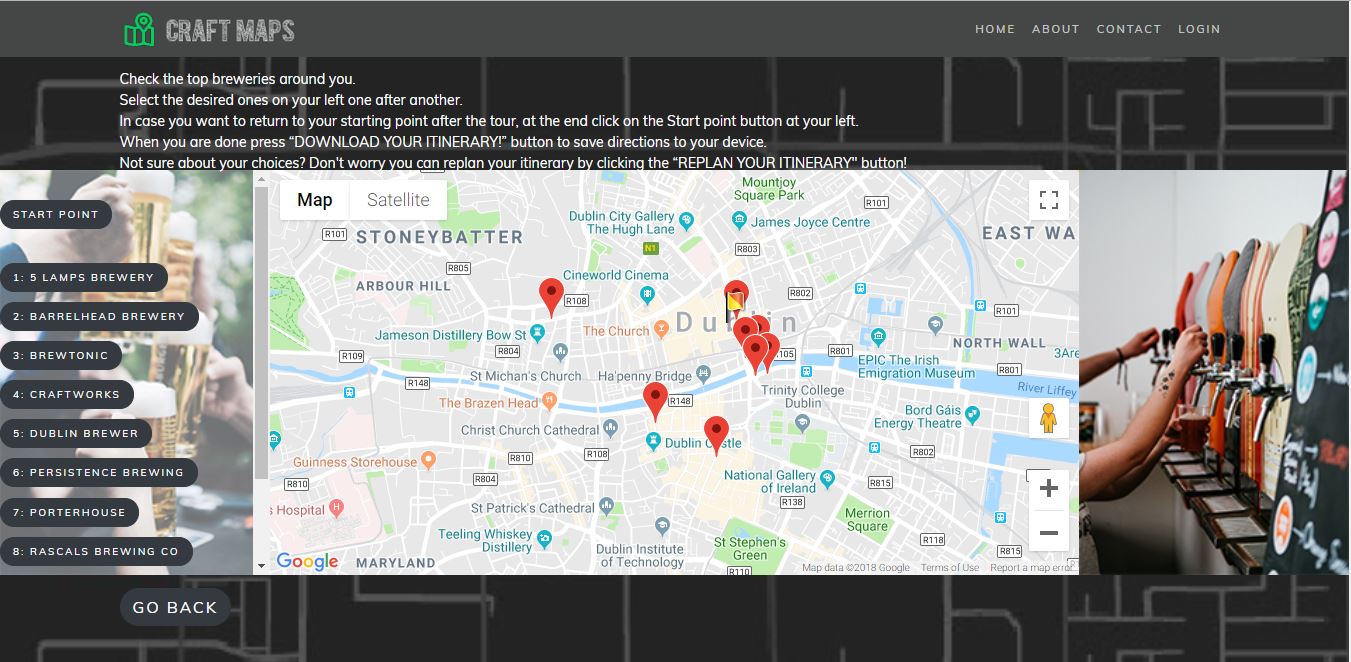 CRAFT MAPS
HOME ABOUT CONTACT LOGIN
Check the top breweries around you.
Select the desired ones on your left one after another.
In case you want to return to your starting point after the tour, at the end click on the Start point button at your left.
When you are done press “DOWNLOAD YOUR ITINERARY!” button to save directions to your device.
Not sure about your choices? Don't worry you can replan your itinerary by clicking the “REPLAN YOUR ITINERARY" button!
START POINT
1: 5 LAMPS BREWERY
2: BARRELHEAD BREWERY
3: BREWTONIC
4: CRAFTWORKS
5: DUBLIN BREWER
6: PERSISTENCE BREWING
7: PORTERHOUSE
8: RASCALS BREWING CO
Map Satellite
Mountjoy
Square Park
R101
Dublin City Gallery
The Hugh Lane
James Joyce Centre
R101
STONEYBATTER
N1
R803
EAST WA
R805
Cineworld Cinema
ARBOUR HILL
R108
R802
R101
Jameson Distillery Bow St
The Church
Dublin
R109
R804
R105
R801
NORTH WALL
3Are
St Michan's Church
Ha'penny Bridge
EPIC The Irish
Emigration Museum
R801
R148
Trinity College
Dublin
River Liffey
The Brazen Head
R148
Bord Gáis
Energy Theatre
Christ Church Cathedral
Dublin Castle
R802
Guinness Storehouse
R810
R108
National Gallery
of Ireland
R810
R804
R815
s Hospital
St Patrick's Cathedral
R138
Merrion
Square
Teeling Whiskey
Distillery
Dublin Institute
of Technology
St Stephen's
Green
R118
R815
MARYLAND
R110
Google
Map data ©2018 Google Terms of Use Report a map error
GO BACK